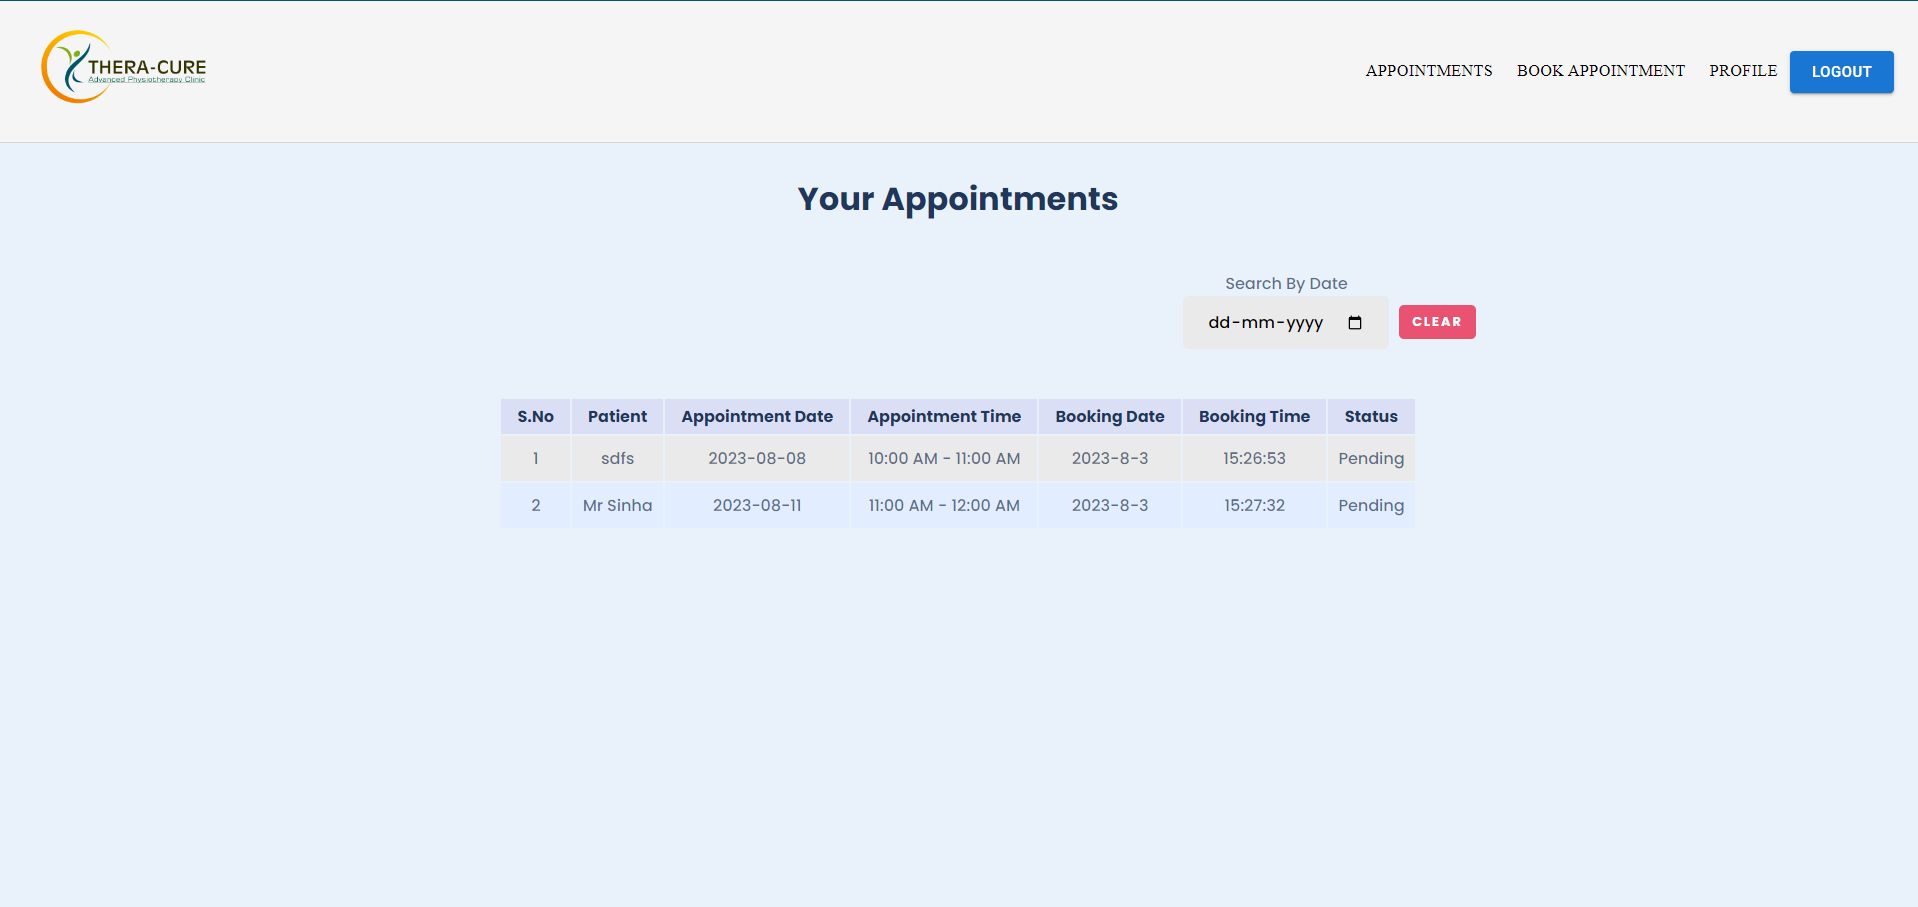 THERA-CURE
Advanced Physiotherapy Clinic
APPOINTMENTS BOOK APPOINTMENT PROFILE LOGOUT
Your Appointments
Search By Date
dd-mm-yyyy CLEAR
S.No Patient Appointment Date Appointment Time Booking Date Booking Time Status
1 sdfs 2023-08-08 10:00 AM - 11:00 AM 2023-8-3 15:26:53 Pending
2 Mr Sinha 2023-08-11 11:00 AM - 12:00 AM 2023-8-3 15:27:32 Pending